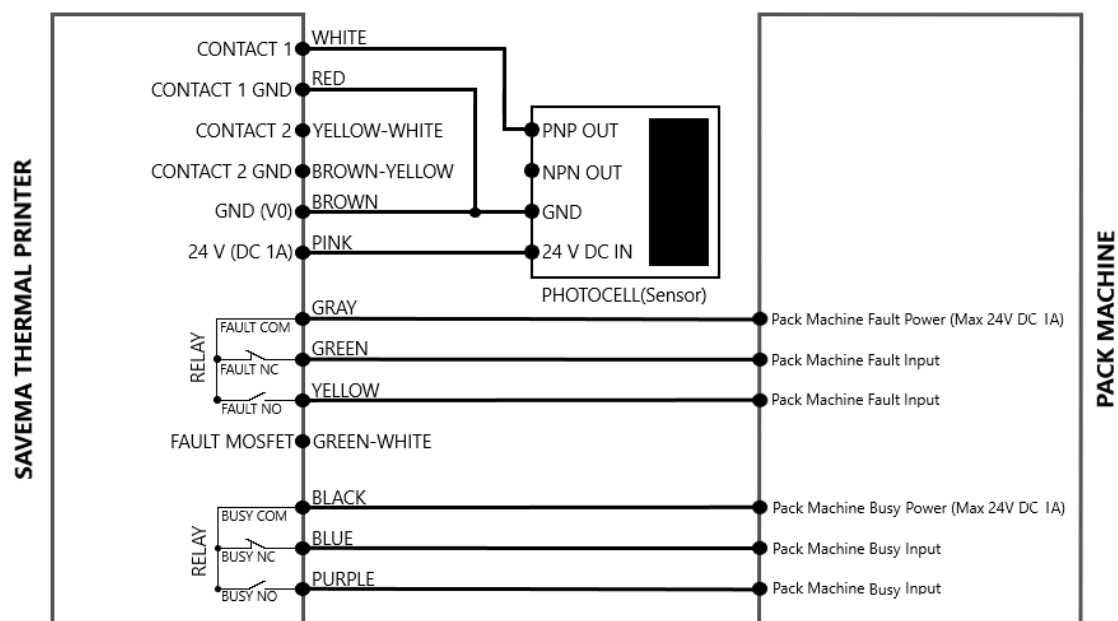 SAVEMA THERMAL PRINTER
CONTACT 1
WHITE
CONTACT 1 GND
RED
CONTACT 2
YELLOW-WHITE
CONTACT 2 GND
BROWN-YELLOW
GND (V0)
BROWN
24 V (DC 1A)
PINK
PNP OUT
NPN OUT
GND
24 V DC IN
PHOTOCELL(Sensor)
RELAY
FAULT COM
GRAY
Pack Machine Fault Power (Max 24V DC 1A)
FAULT NC
GREEN
Pack Machine Fault Input
FAULT NO
YELLOW
Pack Machine Fault Input
FAULT MOSFET
GREEN-WHITE
RELAY
BUSY COM
BLACK
Pack Machine Busy Power (Max 24V DC 1A)
BUSY NC
BLUE
Pack Machine Busy Input
BUSY NO
PURPLE
Pack Machine Busy Input
PACK MACHINE